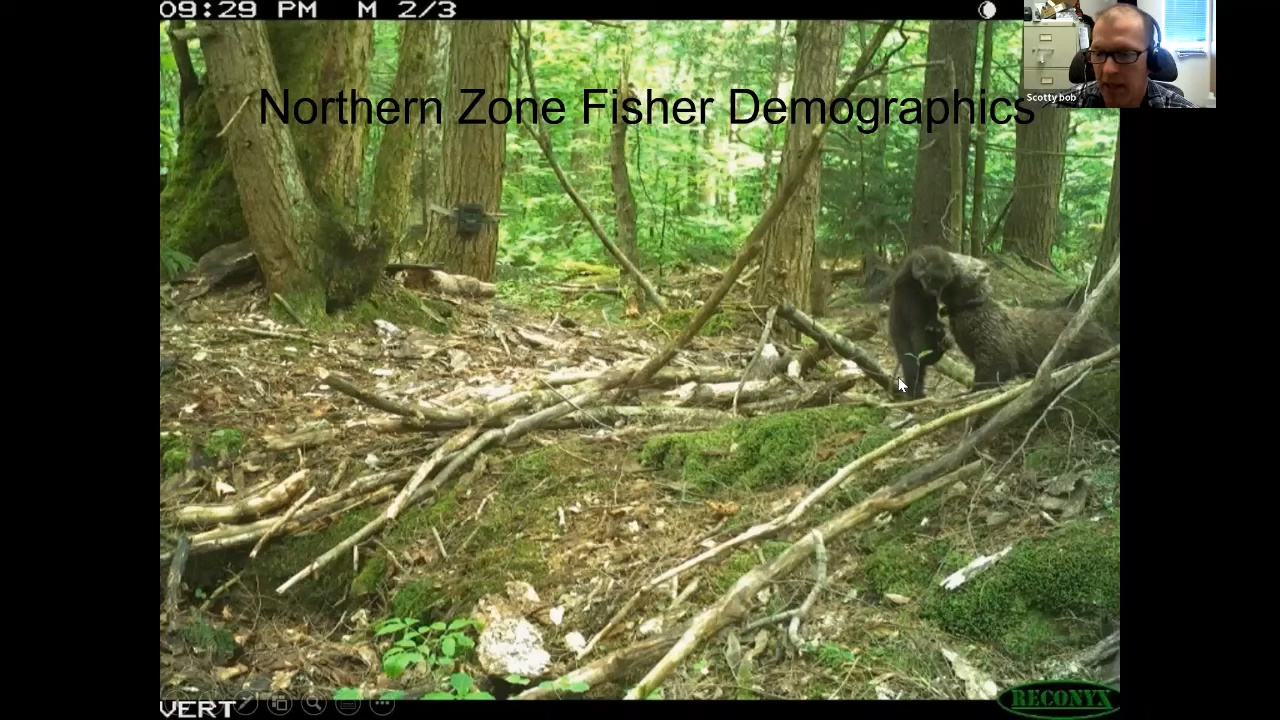 09:29 PM M 2/3
Northern Zone Fisher Demographics
Scotty bob
VERT
RECONYX